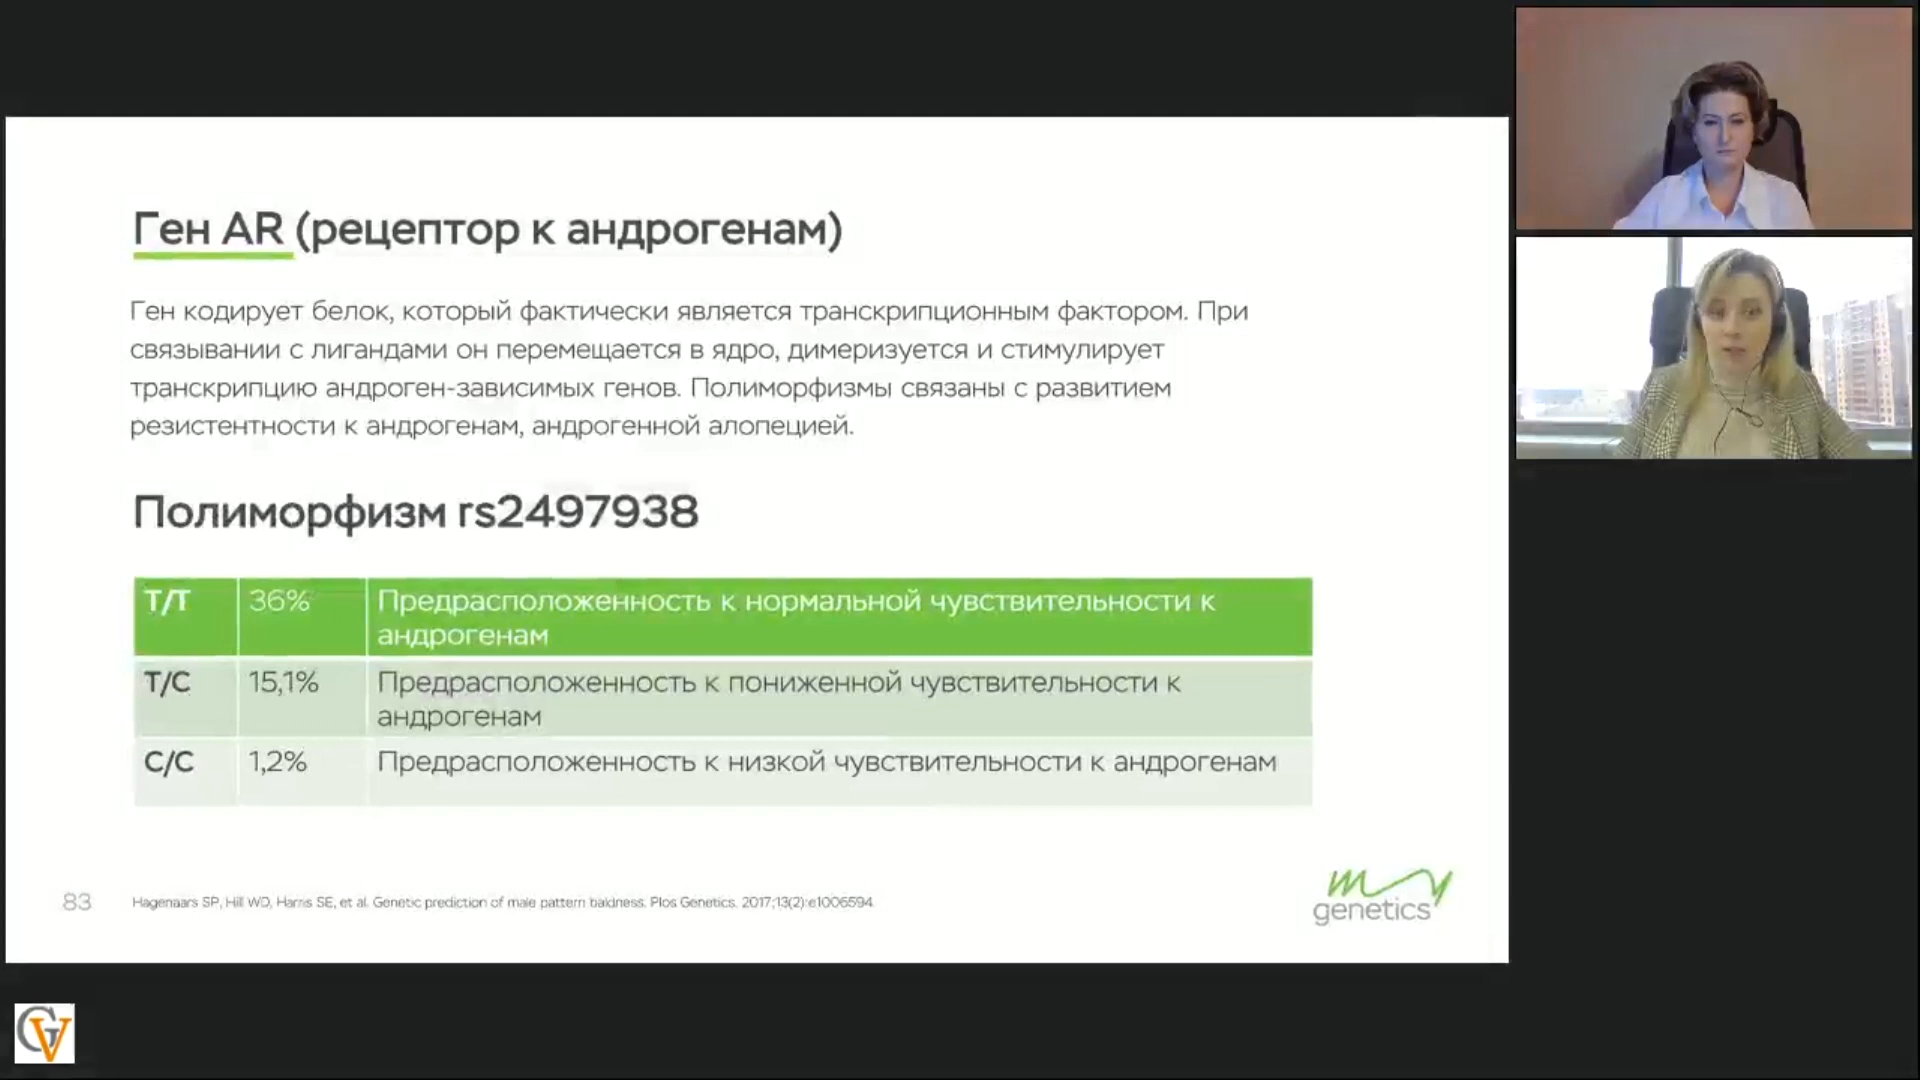 Ген AR (рецептор к андрогенам)
Ген кодирует белок, который фактически является транскрипционным фактором. При
связывании с лигандами он перемещается в ядро, димеризуется и стимулирует
транскрипцию андроген-зависимых генов. Полиморфизмы связаны с развитием
резистентности к андрогенам, андрогенной алопецией.
Полиморфизм rs2497938
T/T 36% Предрасположенность к нормальной чувствительности к
андрогенам
T/C 15,1% Предрасположенность к пониженной чувствительности к
андрогенам
C/C 1,2% Предрасположенность к низкой чувствительности к андрогенам
83 Hagenaars SP, Hill WD, Harris SE, et al. Genetic prediction of male pattern baldness. Plos Genetics. 2017;13(2):e1006594.
my
genetics
GV